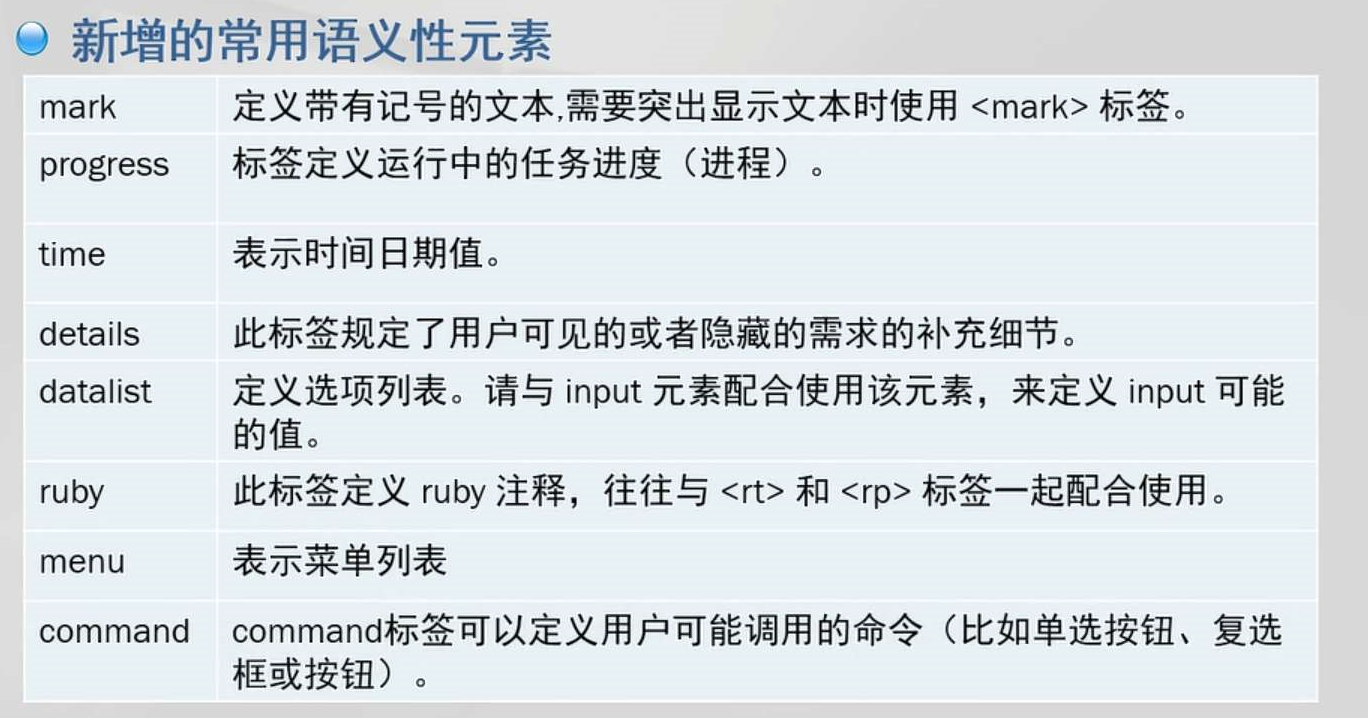 新增的常用语义性元素
mark
定义带有记号的文本,需要突出显示文本时使用 <mark> 标签。
progress
标签定义运行中的任务进度（进程）。
time
表示时间日期值。
details
此标签规定了用户可见的或者隐藏的需求的补充细节。
datalist
定义选项列表。请与 input 元素配合使用该元素，来定义 input 可能
的值。
ruby
此标签定义 ruby 注释，往往与 <rt> 和 <rp> 标签一起配合使用。
menu
表示菜单列表
command
command标签可以定义用户可能调用的命令（比如单选按钮、复选
框或按钮）。